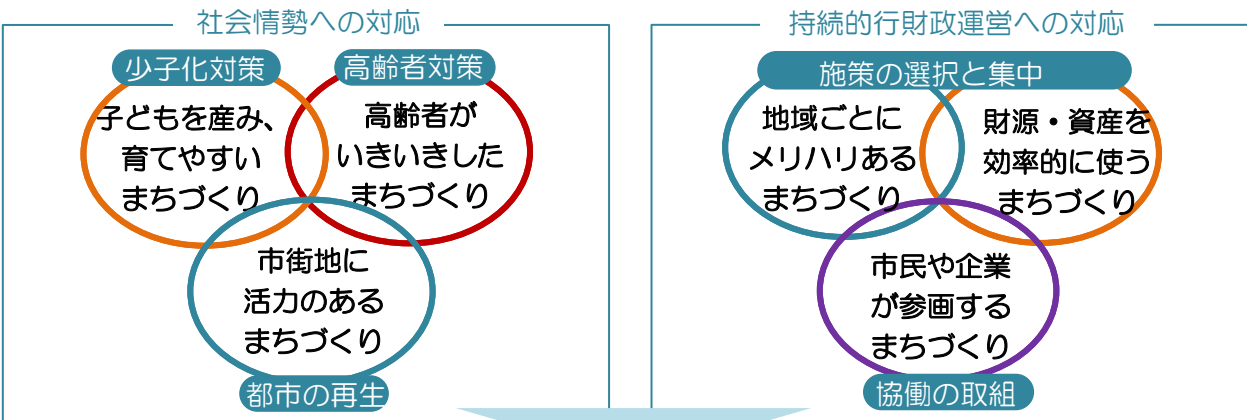 社会情勢への対応
少子化対策
高齢者対策
子どもを産み、
育てやすい
まちづくり
高齢者が
いきいきした
まちづくり
市街地に
活力のある
まちづくり
都市の再生
持続的行財政運営への対応
施策の選択と集中
地域ごとに
メリハリある
まちづくり
財源・資産を
効率的に使う
まちづくり
市民や企業
が参画する
まちづくり
協働の取組